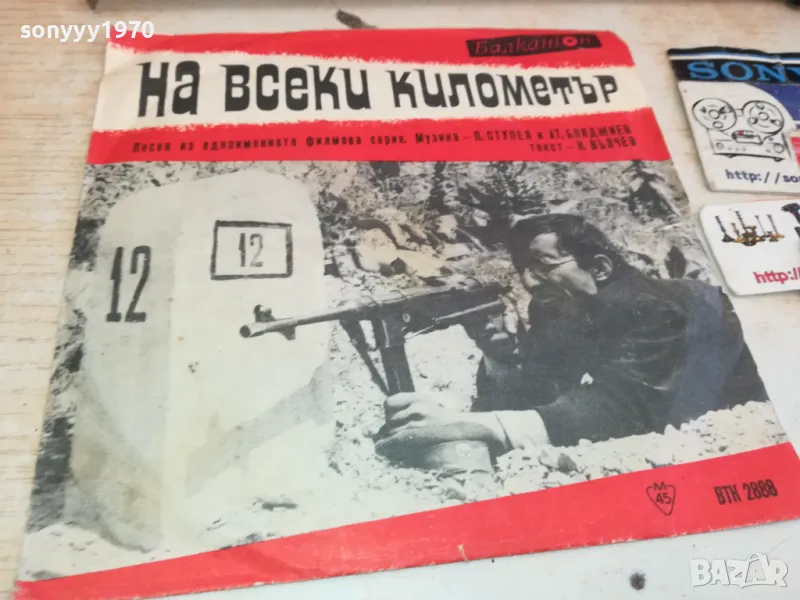 sonyyy1970
Балкантон
НА ВСЕКИ КИЛОМЕТЪР
Песен из едноименната филмова серия. Музика – П. СТУПЕЛ и АТ. БОЯДЖИЕВ
текст – К. ВЪЛЧЕВ
SONY
http://so
http:/
12
12
М
45
ВТК 2888
BAZAR